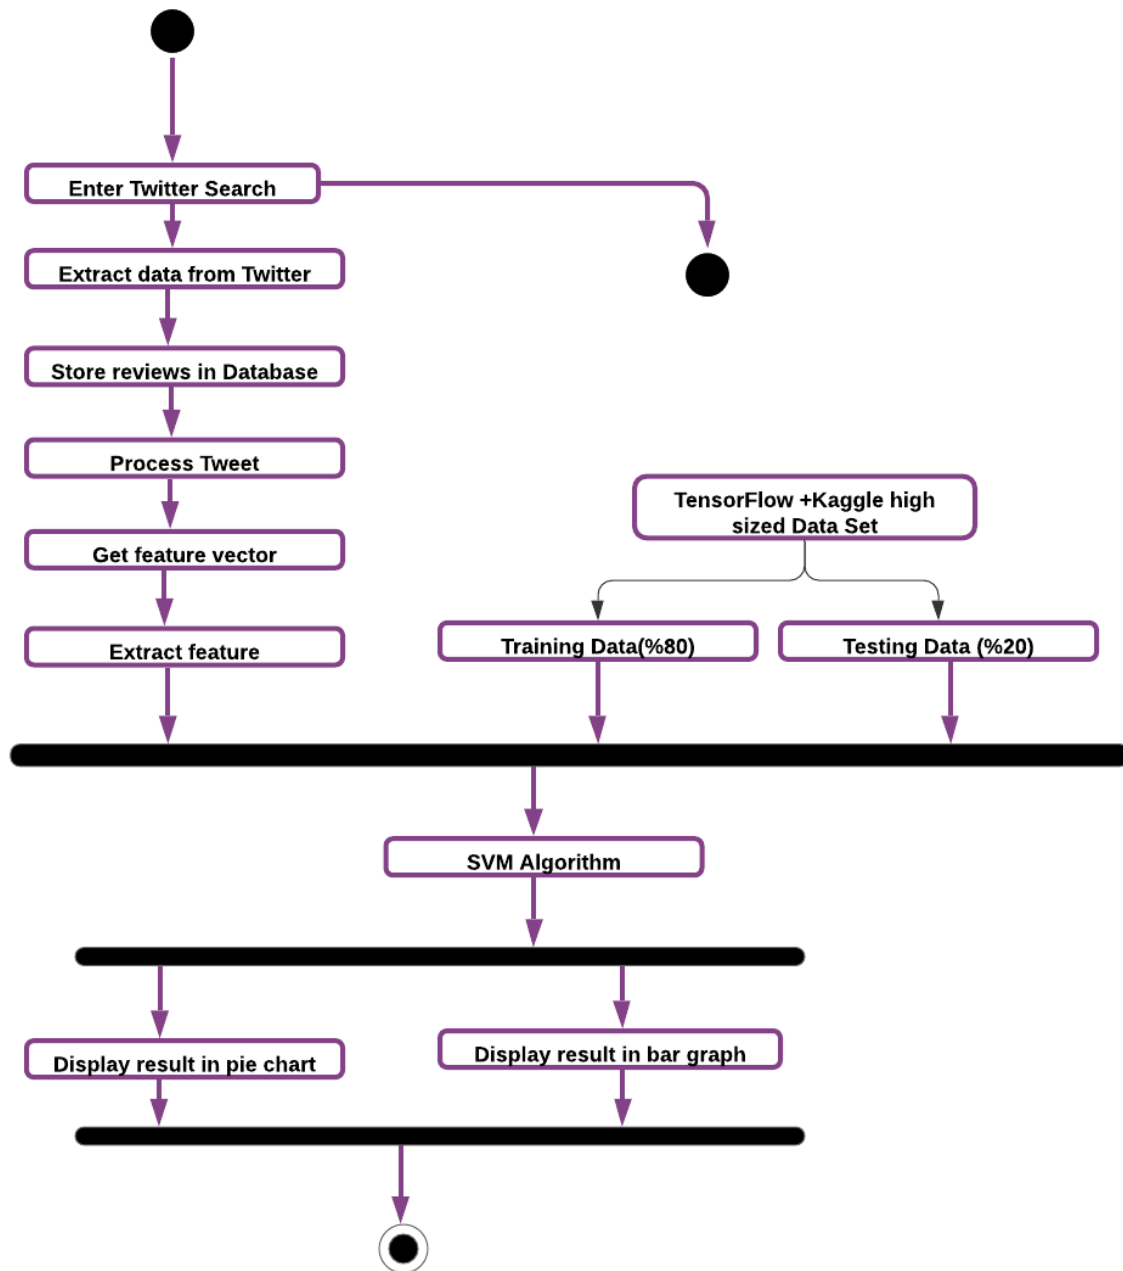 Enter Twitter Search
Extract data from Twitter
Store reviews in Database
Process Tweet
Get feature vector
Extract feature
TensorFlow +Kaggle high
sized Data Set
Training Data(%80)
Testing Data (%20)
SVM Algorithm
Display result in pie chart
Display result in bar graph